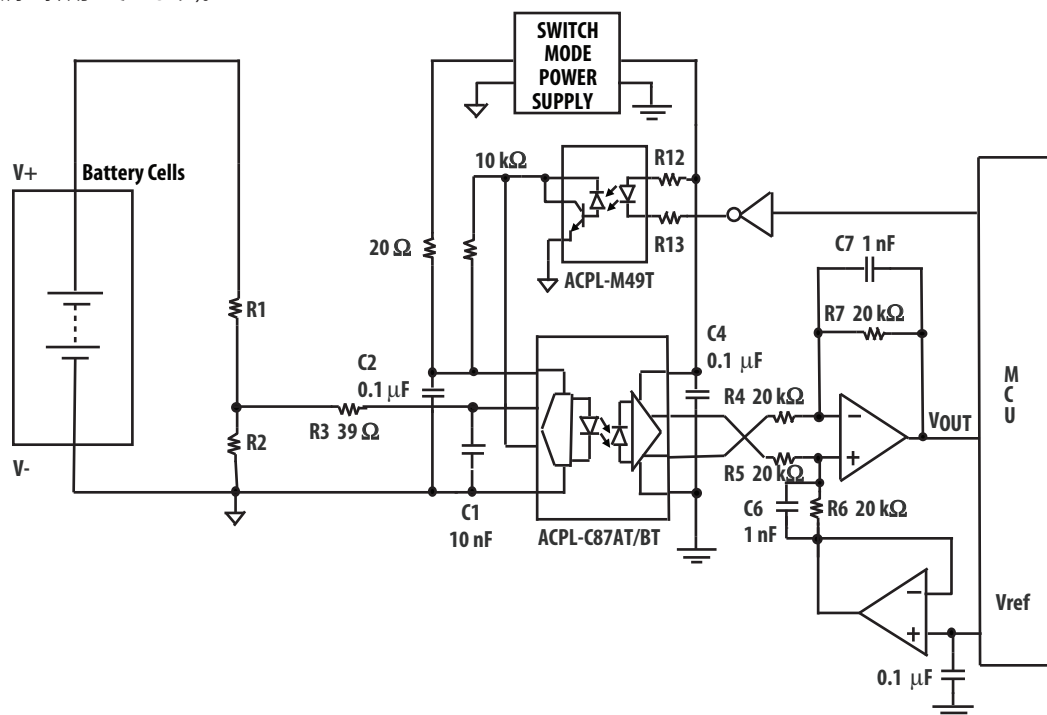 SWITCH
MODE
POWER
SUPPLY
V+
Battery Cells
10 kΩ
R12
R13
20 Ω
ACPL-M49T
C7 1 nF
R1
R7 20 kΩ
C2
0.1 μF
C4
0.1 μF
R4 20 kΩ
M
C
U
R3 39 Ω
R2
VOUT
V-
R5 20 kΩ
C1
10 nF
ACPL-C87AT/BT
C6
1 nF
R6 20 kΩ
Vref
0.1 μF